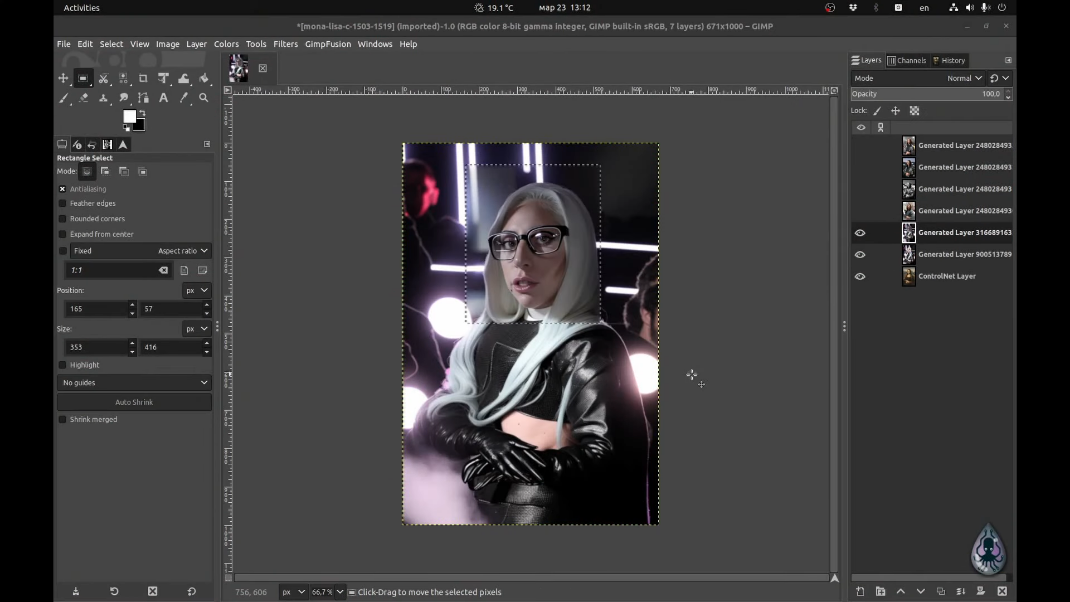 Activities
19.1 °C
мар 23 13:12
en
*[mona-lisa-c-1503-1519] (imported)-1.0 (RGB color 8-bit gamma integer, GIMP built-in sRGB, 7 layers) 671x1000 – GIMP
File Edit Select View Image Layer Colors Tools Filters GimpFusion Windows Help
Layers Channels History
Mode Normal
Opacity 100,0
Lock:
Rectangle Select
Mode:
Antialiasing
Feather edges
Rounded corners
Expand from center
Fixed Aspect ratio
1:1
Position: px
165 57
Size: px
353 416
Highlight
No guides
Auto Shrink
Shrink merged
Generated Layer 248028493
Generated Layer 248028493
Generated Layer 248028493
Generated Layer 248028493
Generated Layer 316689163
Generated Layer 900513789
ControlNet Layer
756, 606 px 66.7 % Click-Drag to move the selected pixels